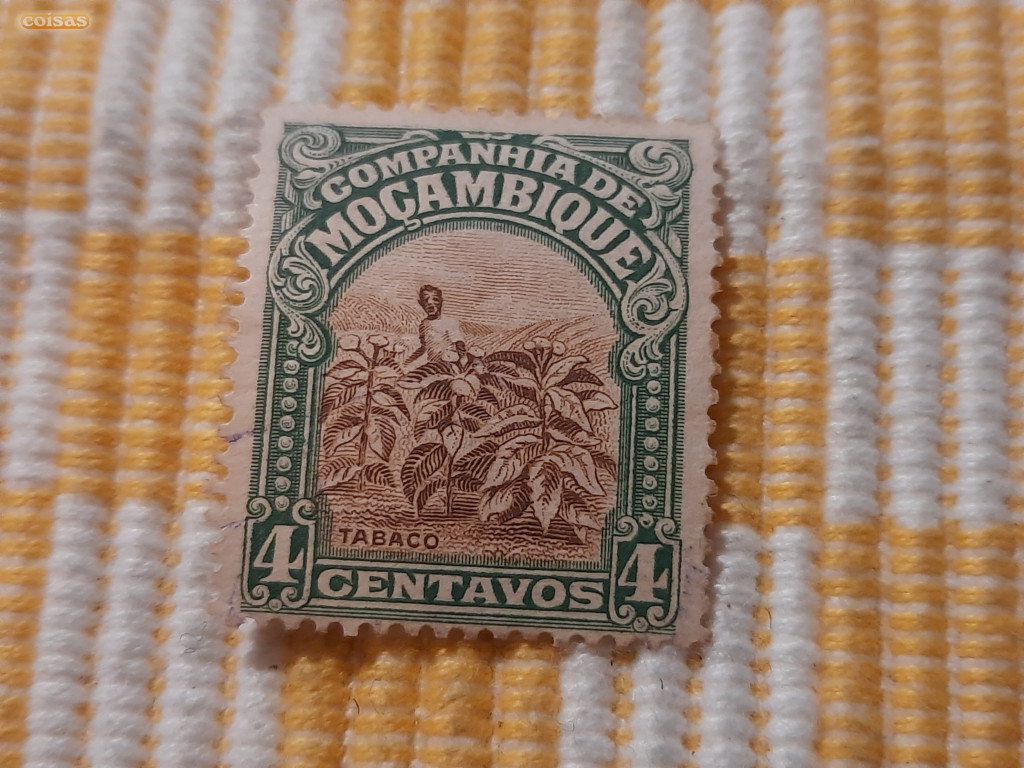 coisas
COMPANHIA DE
MOÇAMBIQUE
TABACO
4 CENTAVOS 4